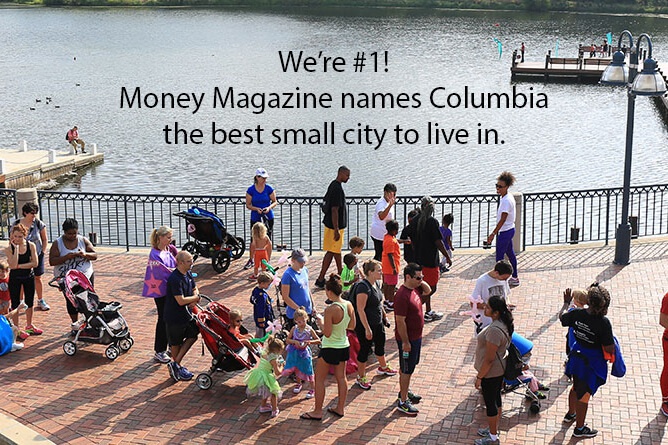 We’re #1!
Money Magazine names Columbia
the best small city to live in.